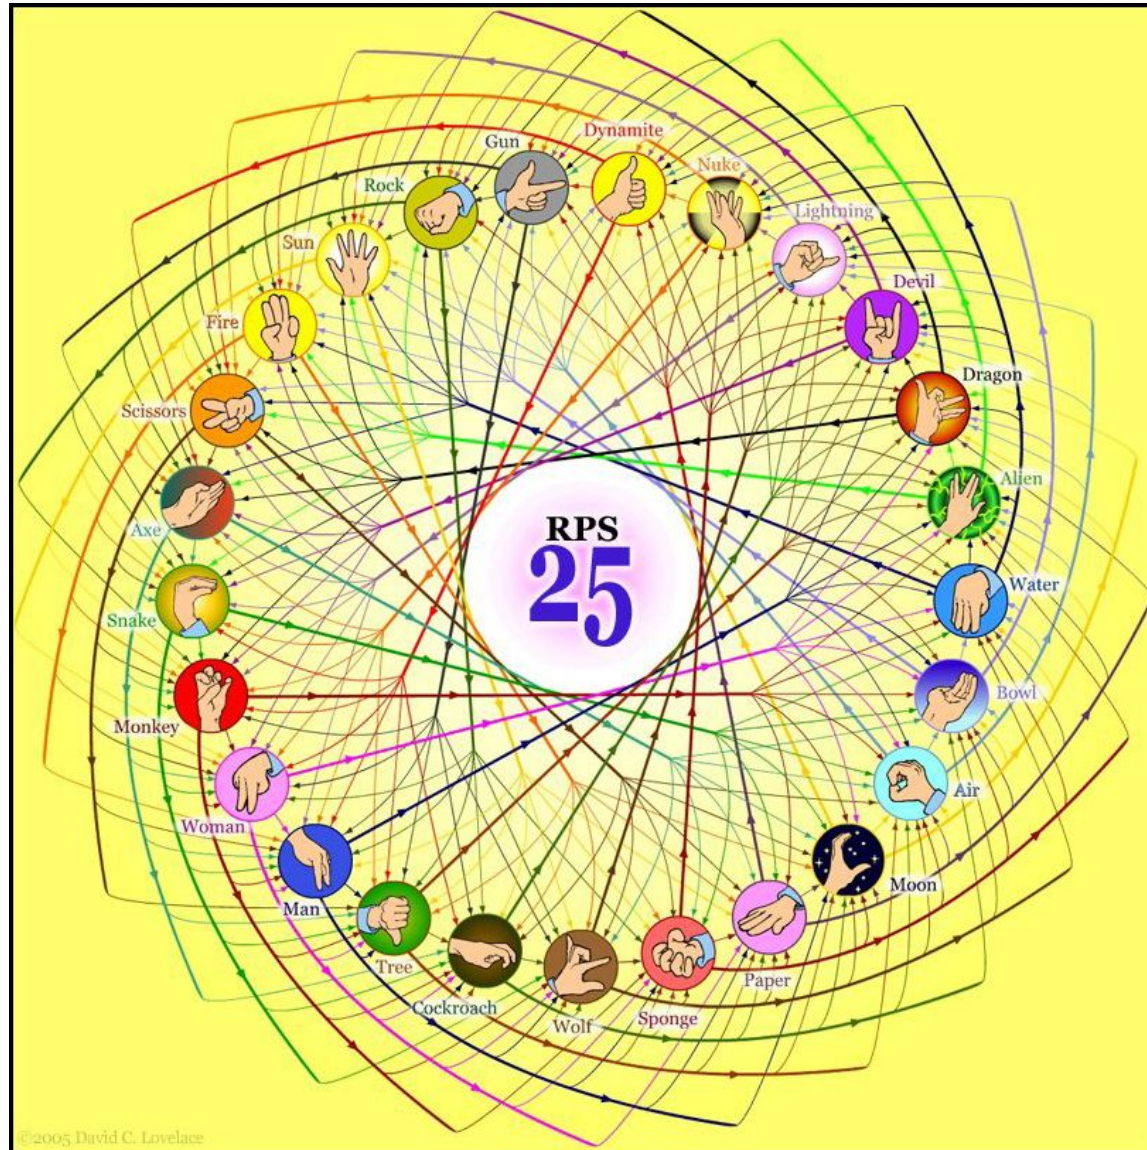 Dynamite
Gun
Nuke
Rock
Lightning
Sun
Devil
Fire
Dragon
Scissors
Alien
Axe
RPS
25
Water
Snake
Bowl
Monkey
Air
Woman
Moon
Man
Tree
Paper
Cockroach
Sponge
Wolf
©2005 David C. Lovelace